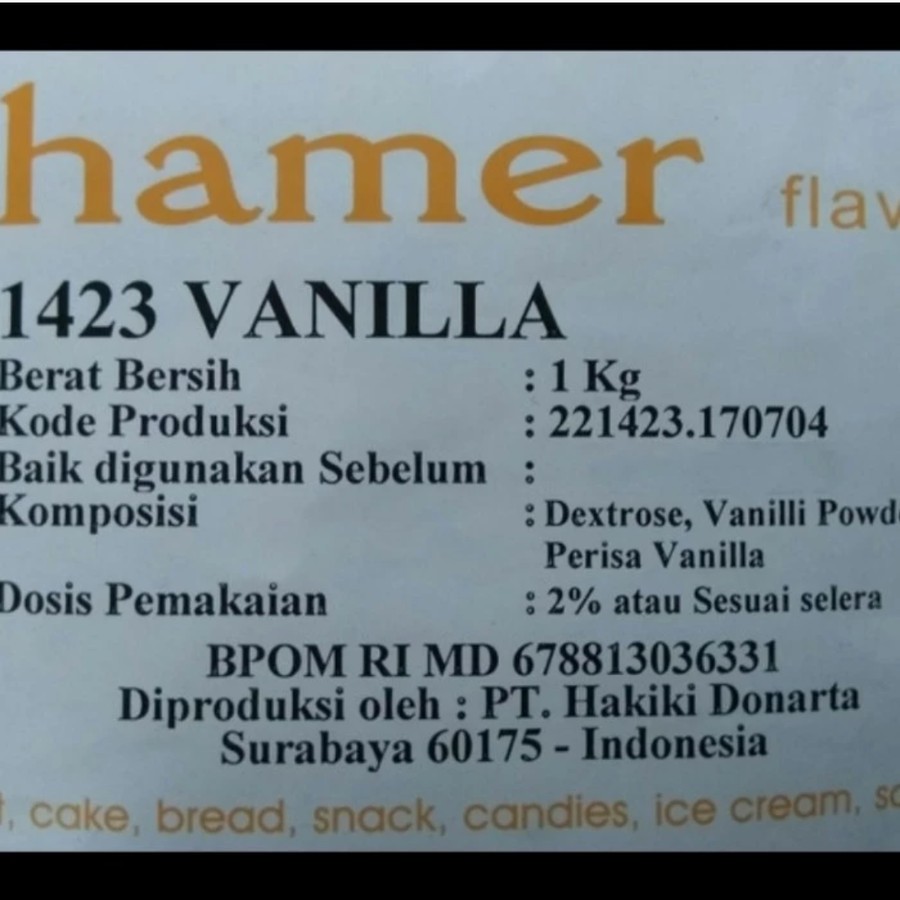 hamer flav
1423 VANILLA
Berat Bersih : 1 Kg
Kode Produksi : 221423.170704
Baik digunakan Sebelum :
Komposisi : Dextrose, Vanilli Powd
Perisa Vanilla
Dosis Pemakaian : 2% atau Sesuai selera
BPOM RI MD 678813036331
Diproduksi oleh : PT. Hakiki Donarta
Surabaya 60175 - Indonesia
, cake, bread, snack, candies, ice cream,